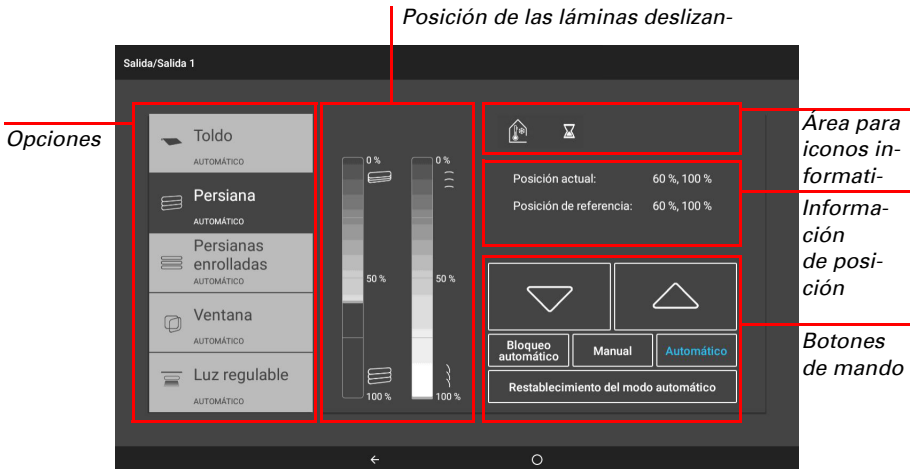 Posición de las láminas deslizan-
Opciones
Salida/Salida 1
Toldo
AUTOMÁTICO
Persiana
AUTOMÁTICO
Persianas
enrolladas
AUTOMÁTICO
Ventana
AUTOMÁTICO
Luz regulable
AUTOMÁTICO
0 %
0 %
50 %
50 %
100 %
100 %
Posición actual: 60 %, 100 %
Posición de referencia: 60 %, 100 %
Bloqueo
automático
Manual
Automático
Restablecimiento del modo automático
Área para
iconos in-
formati-
Informa-
ción
de posi-
ción
Botones
de mando